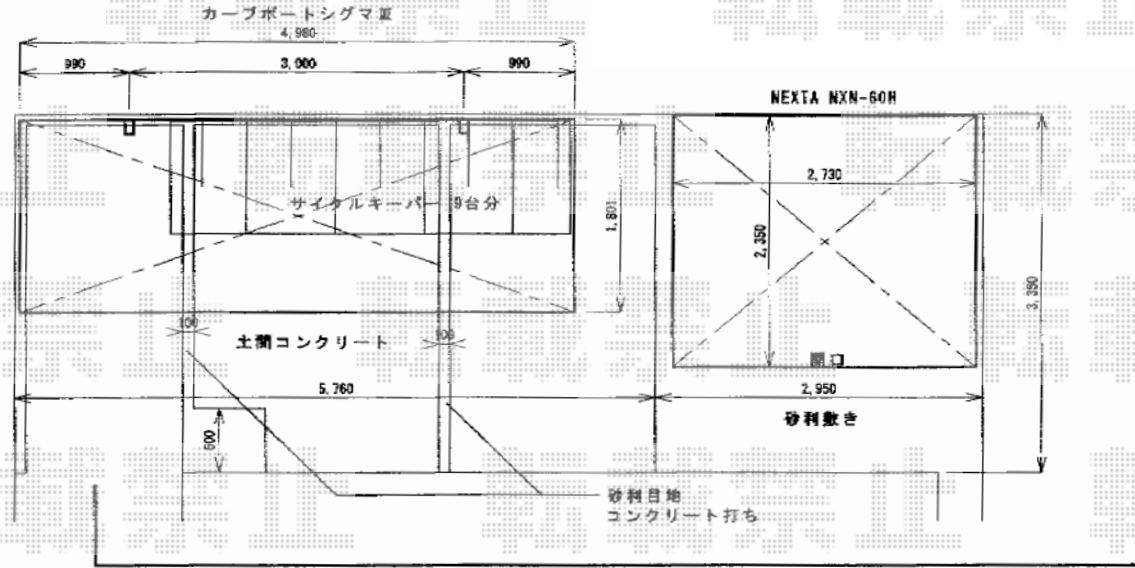 カーブポートシグマⅢ
4,980
990
3,000
990
NEXTA NXN-60H
2,730
サイクルキーパー 9台分
1,801
2,350
3,350
100
100
土間コンクリート
開口
5,760
2,950
砂利敷き
600
砂利目地
コンクリート打ち